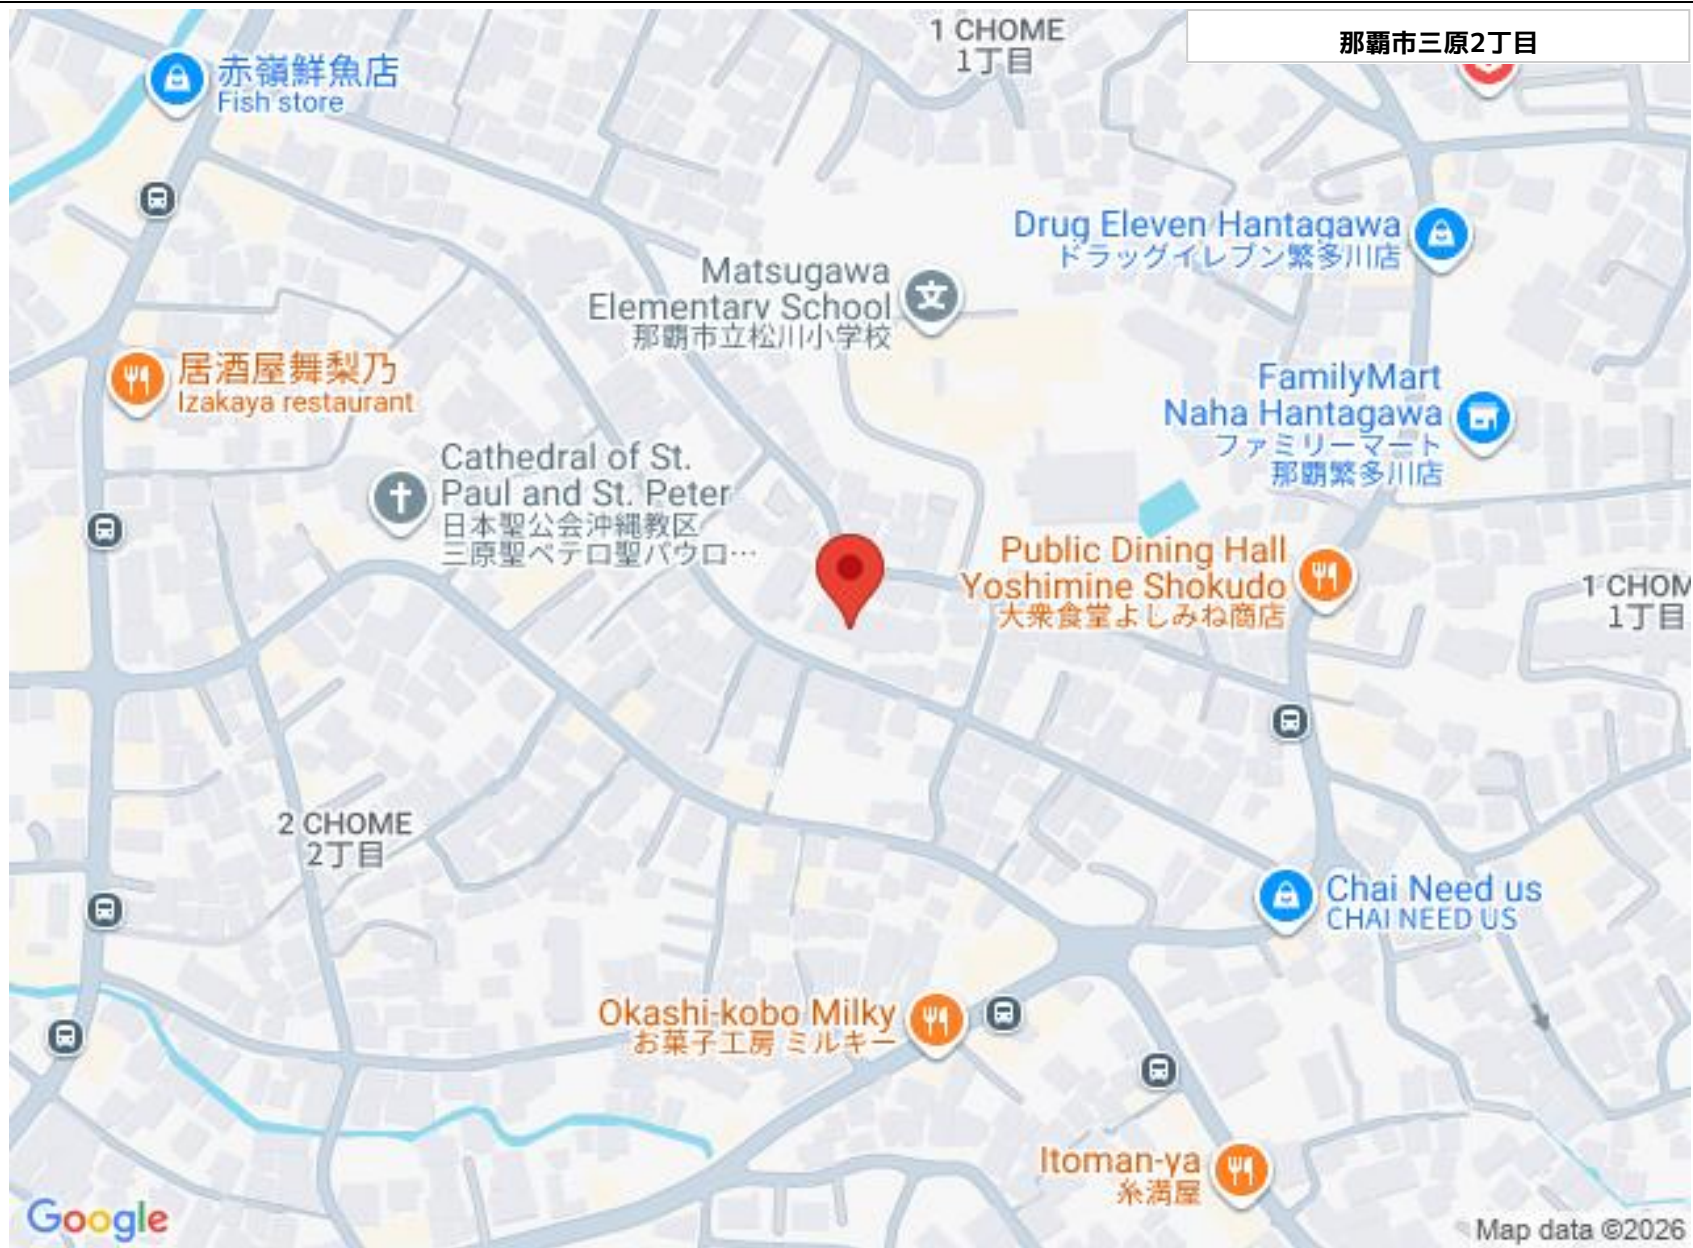 那覇市三原2丁目
1 CHOME
1丁目
赤嶺鮮魚店
Fish store
Drug Eleven Hantagawa
ドラッグイレブン繁多川店
Matsugawa
Elementary School
那覇市立松川小学校
居酒屋舞梨乃
Izakaya restaurant
FamilyMart
Naha Hantagawa
ファミリーマート
那覇繁多川店
Cathedral of St.
Paul and St. Peter
日本聖公会沖縄教区
三原聖ペテロ聖パウロ…
Public Dining Hall
Yoshimine Shokudo
大衆食堂よしみね商店
1 CHOM
1丁目
2 CHOME
2丁目
Chai Need us
CHAI NEED US
Okashi-kobo Milky
お菓子工房 ミルキー
Itoman-ya
糸満屋
Google
Map data ©2026